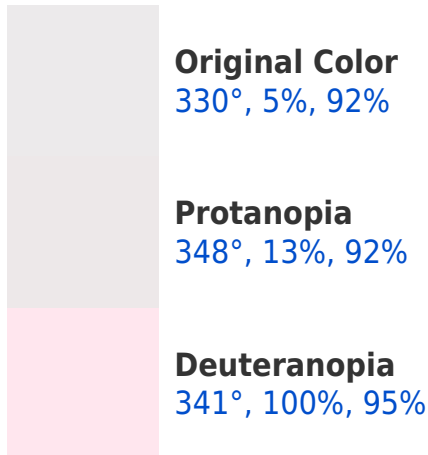 Original Color
330°, 5%, 92%
Protanopia
348°, 13%, 92%
Deuteranopia
341°, 100%, 95%